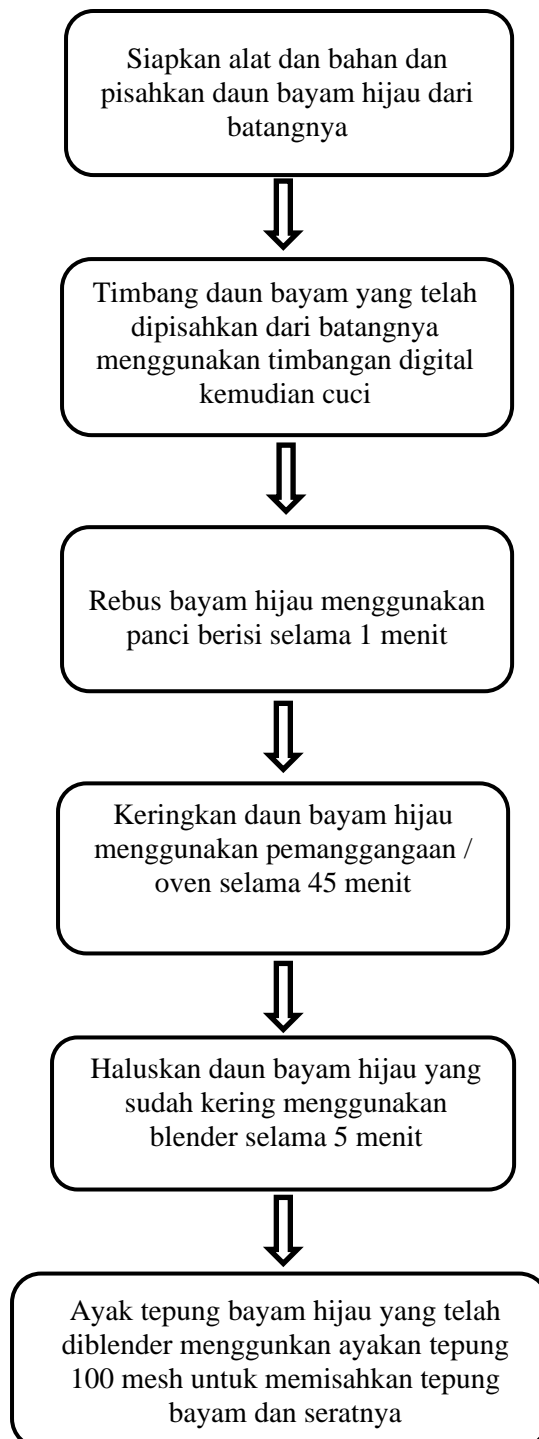 Siapkan alat dan bahan dan
pisahkan daun bayam hijau dari
batangnya
Timbang daun bayam yang telah
dipisahkan dari batangnya
menggunakan timbangan digital
kemudian cuci
Rebus bayam hijau menggunakan
panci berisi selama 1 menit
Keringkan daun bayam hijau
menggunakan pemanggangaan /
oven selama 45 menit
Haluskan daun bayam hijau yang
sudah kering menggunakan
blender selama 5 menit
Ayak tepung bayam hijau yang telah
diblender menggunkan ayakan tepung
100 mesh untuk memisahkan tepung
bayam dan seratnya